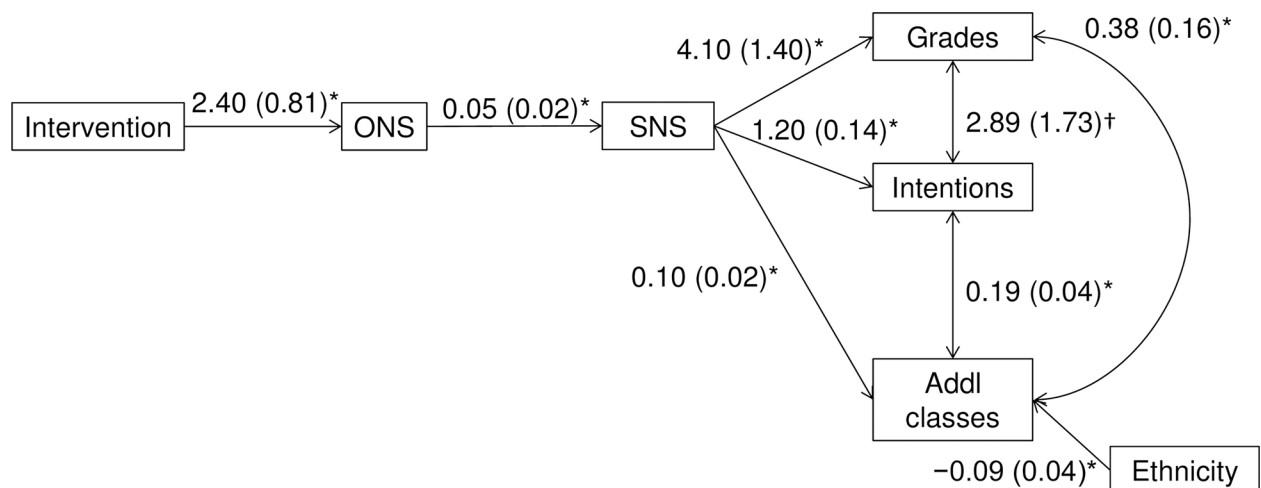 0.38 (0.16)*
Grades
4.10 (1.40)*
2.40 (0.81)*
0.05 (0.02)*
Intervention
ONS
SNS
1.20 (0.14)*
2.89 (1.73)†
Intentions
0.10 (0.02)*
0.19 (0.04)*
Addl
classes
−0.09 (0.04)*
Ethnicity